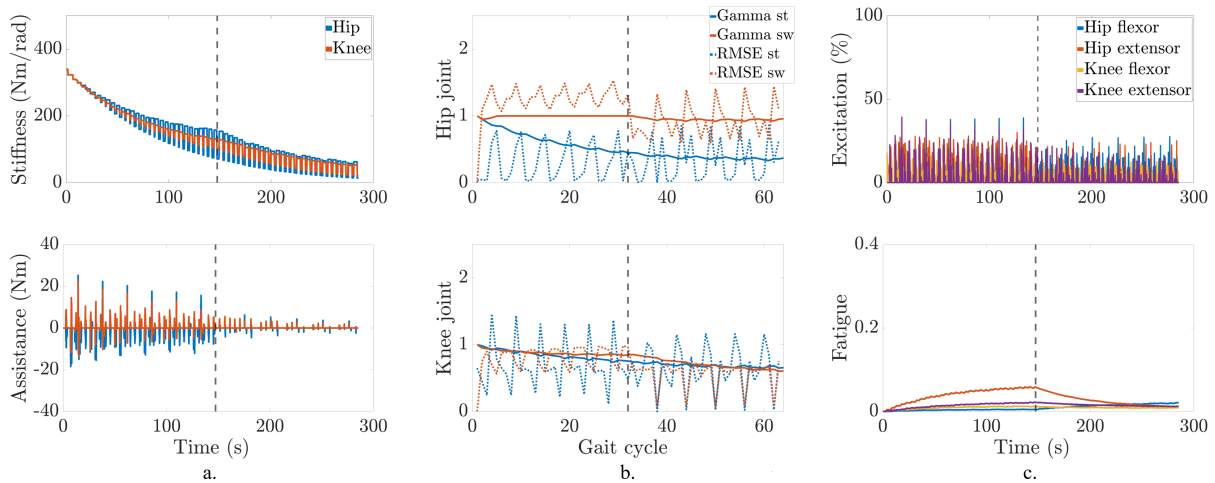 Stiffness (Nm/rad)
400
200
0
0
100
200
300
Hip
Knee
Assistance (Nm)
40
20
0
-20
-40
0
100
200
300
Time (s)
a.
Hip joint
2
1
0
0
20
40
60
Gamma st
Gamma sw
RMSE st
RMSE sw
Knee joint
2
1
0
0
20
40
60
Gait cycle
b.
Excitation (%)
100
50
0
0
100
200
300
Hip flexor
Hip extensor
Knee flexor
Knee extensor
Fatigue
0.4
0.2
0
0
100
200
300
Time (s)
c.